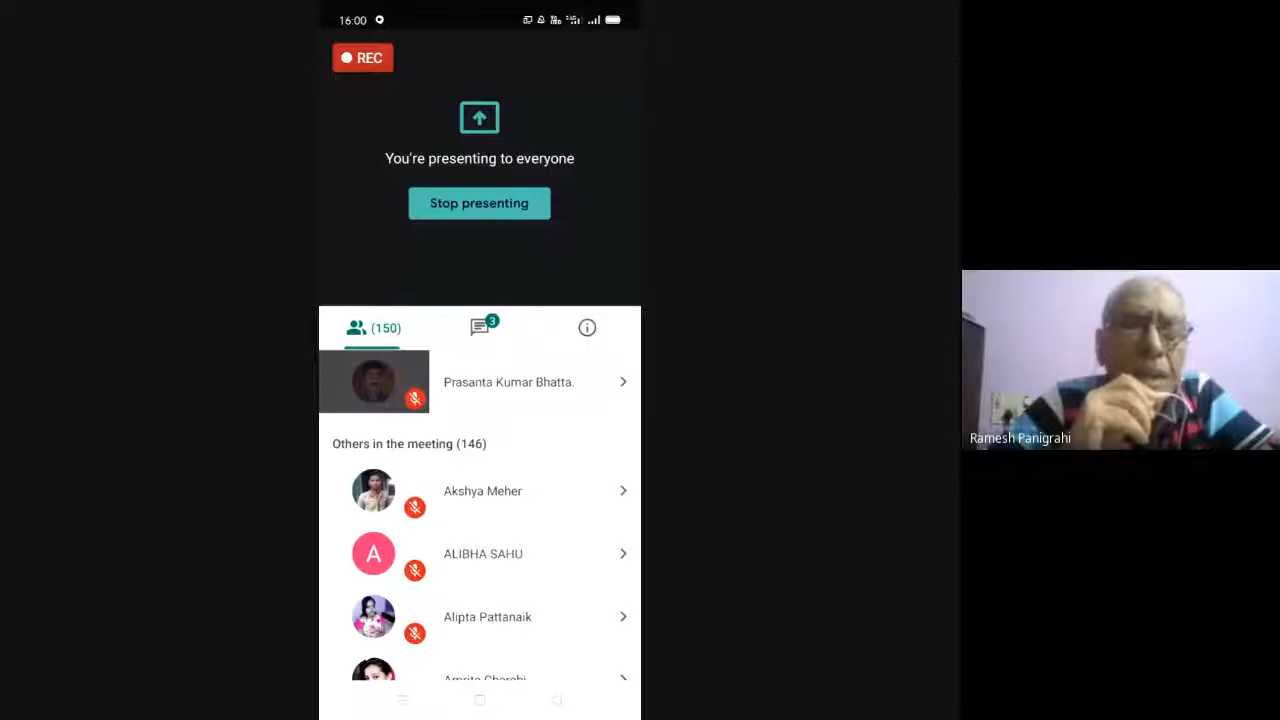 16:00
REC
You're presenting to everyone
Stop presenting
(150)
3
Prasanta Kumar Bhatta.
Others in the meeting (146)
Akshya Meher
A
ALIBHA SAHU
Alipta Pattanaik
Ramesh Panigrahi